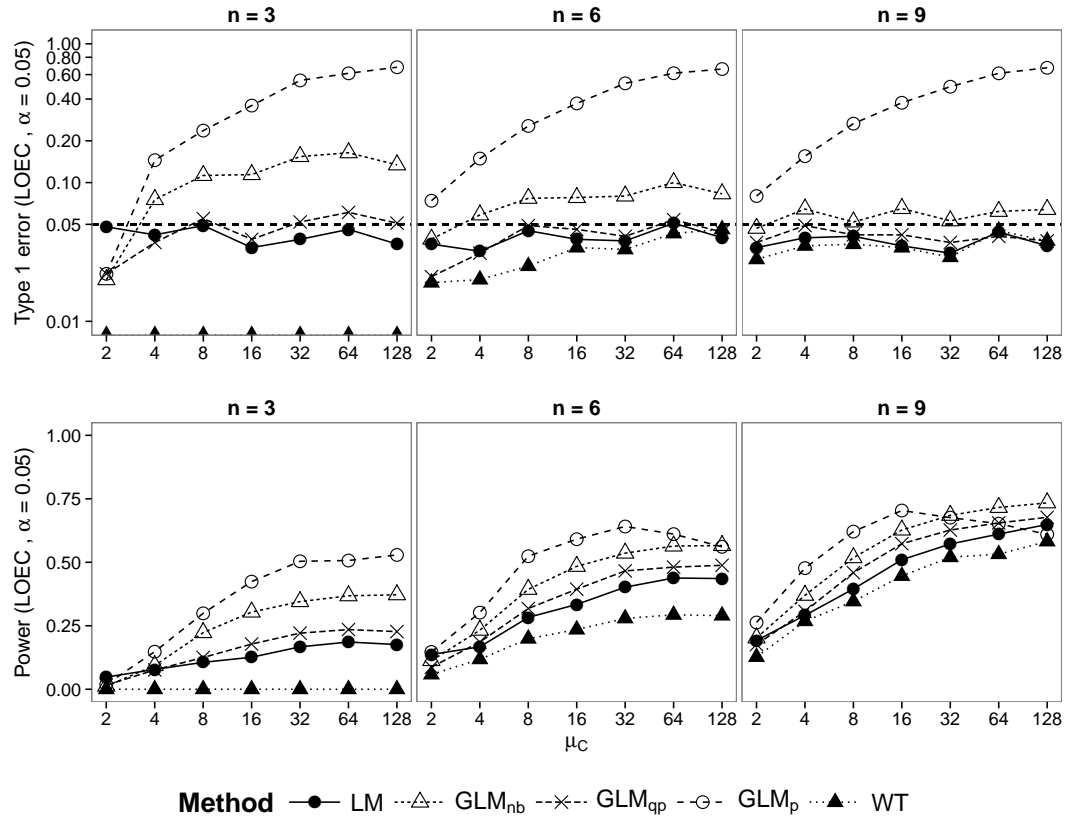 n = 3
n = 6
n = 9
Type 1 error (LOEC , α = 0.05)
1.00
0.80
0.60
0.40
0.20
0.10
0.05
0.01
2 4 8 16 32 64 128
2 4 8 16 32 64 128
2 4 8 16 32 64 128
n = 3
n = 6
n = 9
Power (LOEC , α = 0.05)
1.00
0.75
0.50
0.25
0.00
2 4 8 16 32 64 128
2 4 8 16 32 64 128
2 4 8 16 32 64 128
μC
Method LM GLMnb GLMqp GLMp WT